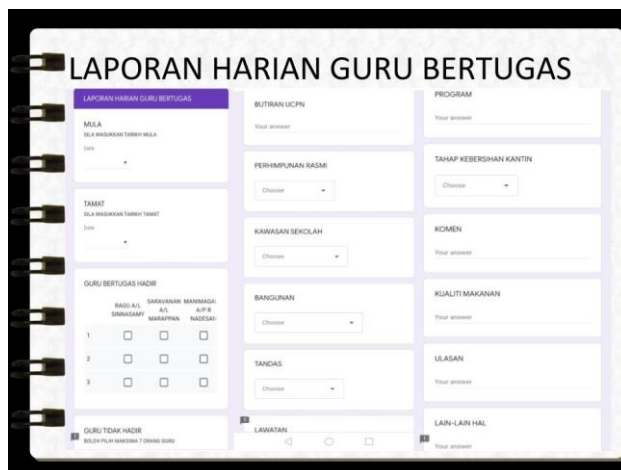 LAPORAN HARIAN GURU BERTUGAS
LAPORAN HARIAN GURU BERTUGAS
MULA
SILA MASUKKAN TARIKH MULA
Date
TAMAT
SILA MASUKKAN TARIKH TAMAT
Date
GURU BERTUGAS HADIR
RAGU A/L SINNASAMY
SARAVANAN A/L MARAPPAN
MANIMAGA A/P R NADESAN
1
2
3
GURU TIDAK HADIR
BOLEH PILIH MAKSIMA 7 ORANG GURU
BUTIRAN UCPN
Your answer
PERHIMPUNAN RASMI
Choose
KAWASAN SEKOLAH
Choose
BANGUNAN
Choose
TANDAS
Choose
LAWATAN
PROGRAM
Your answer
TAHAP KEBERSIHAN KANTIN
Choose
KOMEN
Your answer
KUALITI MAKANAN
Your answer
ULASAN
Your answer
LAIN-LAIN HAL
Your answer